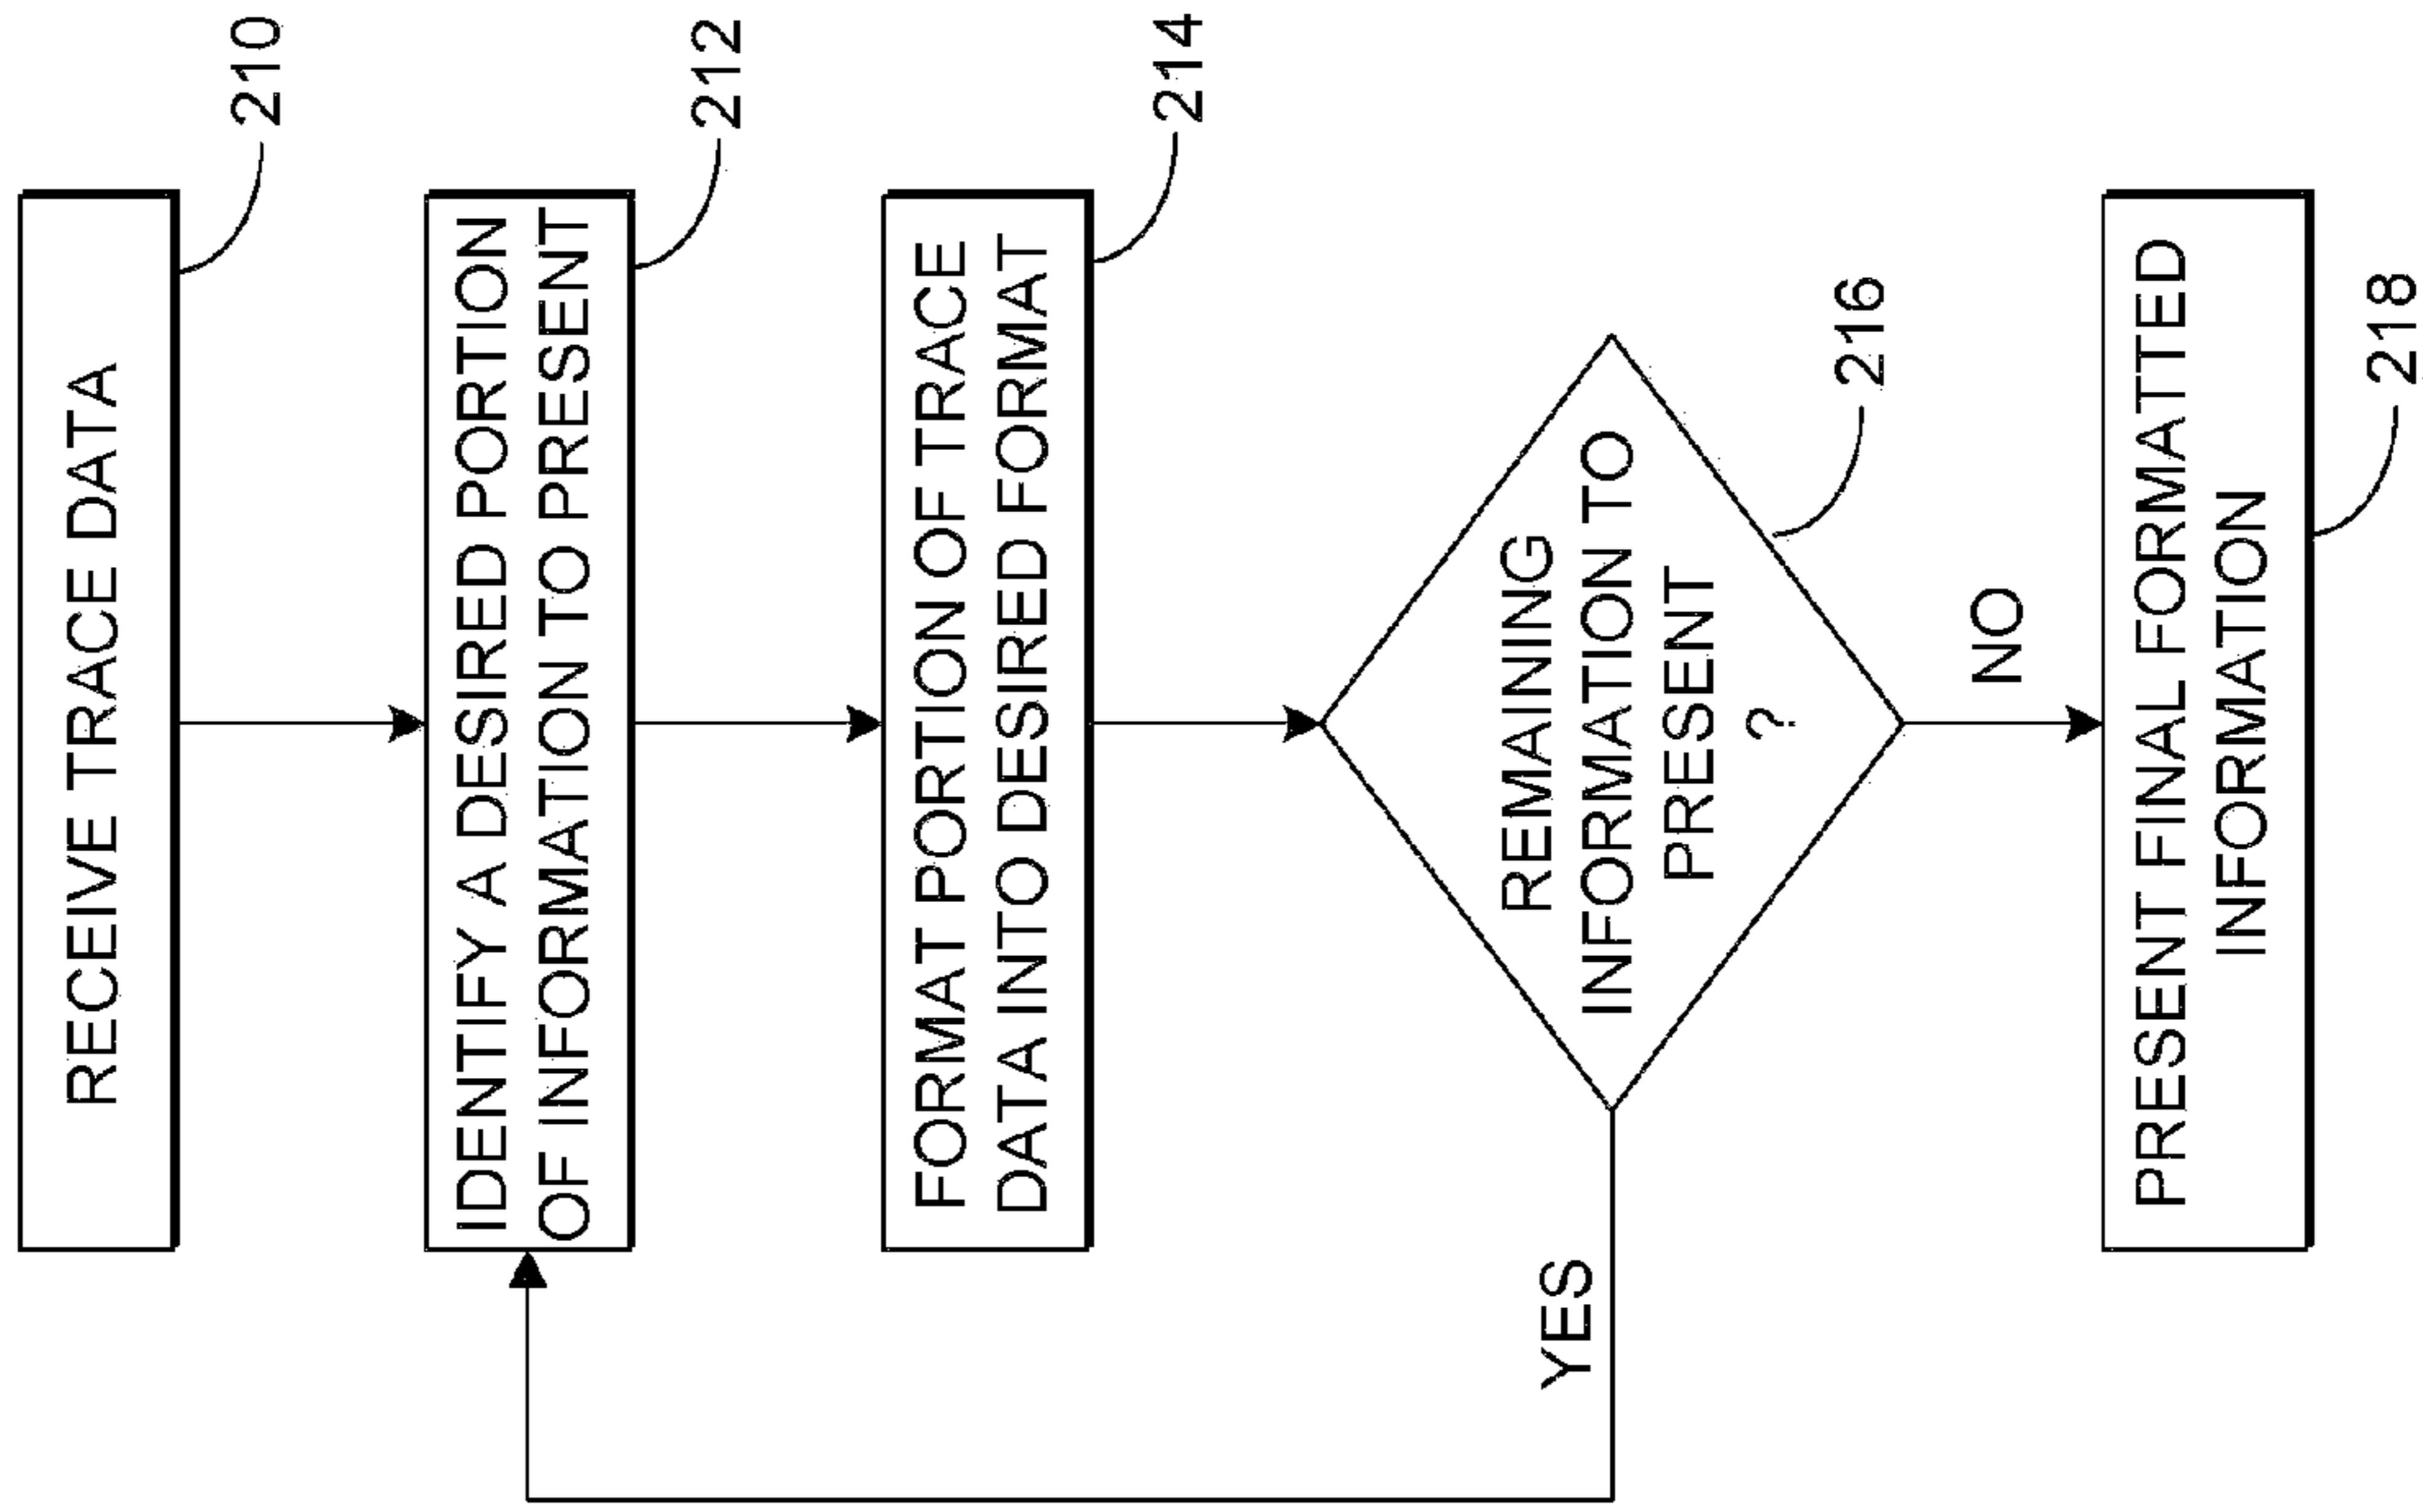 RECEIVE TRACE DATA
210
IDENTIFY A DESIRED PORTION
OF INFORMATION TO PRESENT
212
FORMAT PORTION OF TRACE
DATA INTO DESIRED FORMAT
214
REMAINING
INFORMATION TO
PRESENT
?
216
YES
NO
PRESENT FINAL FORMATTED
INFORMATION
218